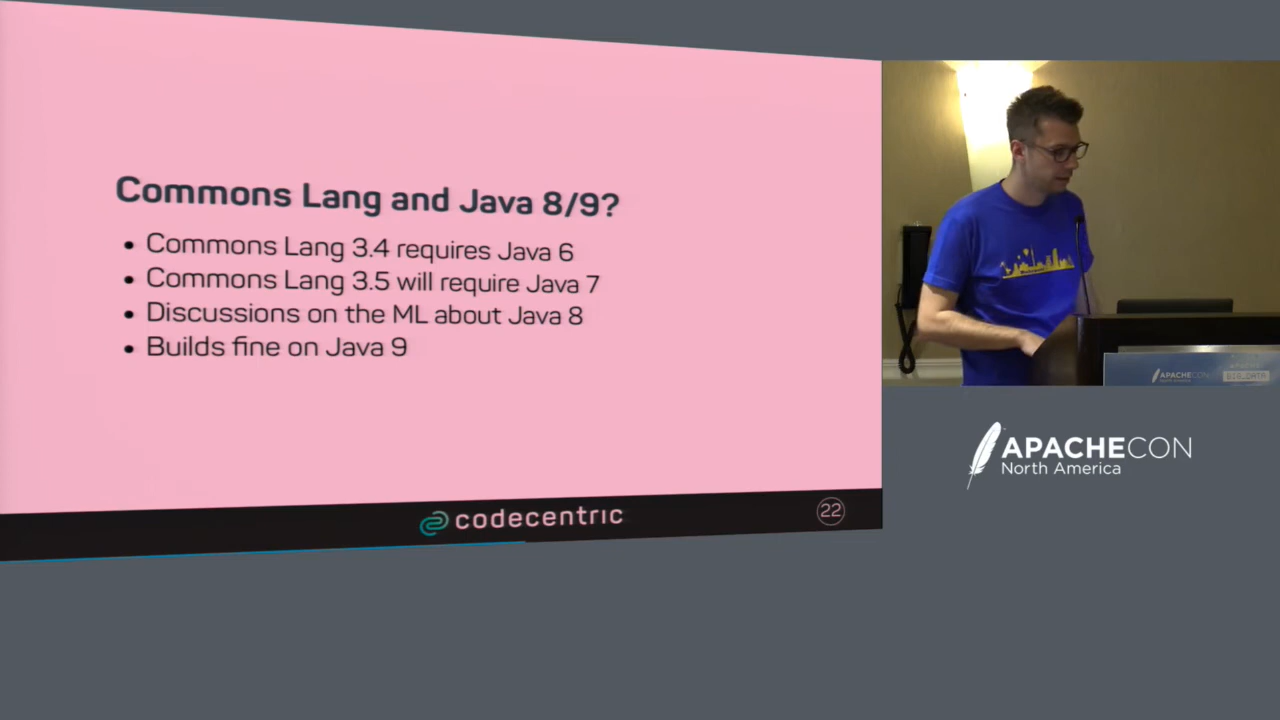 Commons Lang and Java 8/9?
• Commons Lang 3.4 requires Java 6
• Commons Lang 3.5 will require Java 7
• Discussions on the ML about Java 8
• Builds fine on Java 9
codecentric
22
APACHECON
BIG_DATA
APACHECON
North America